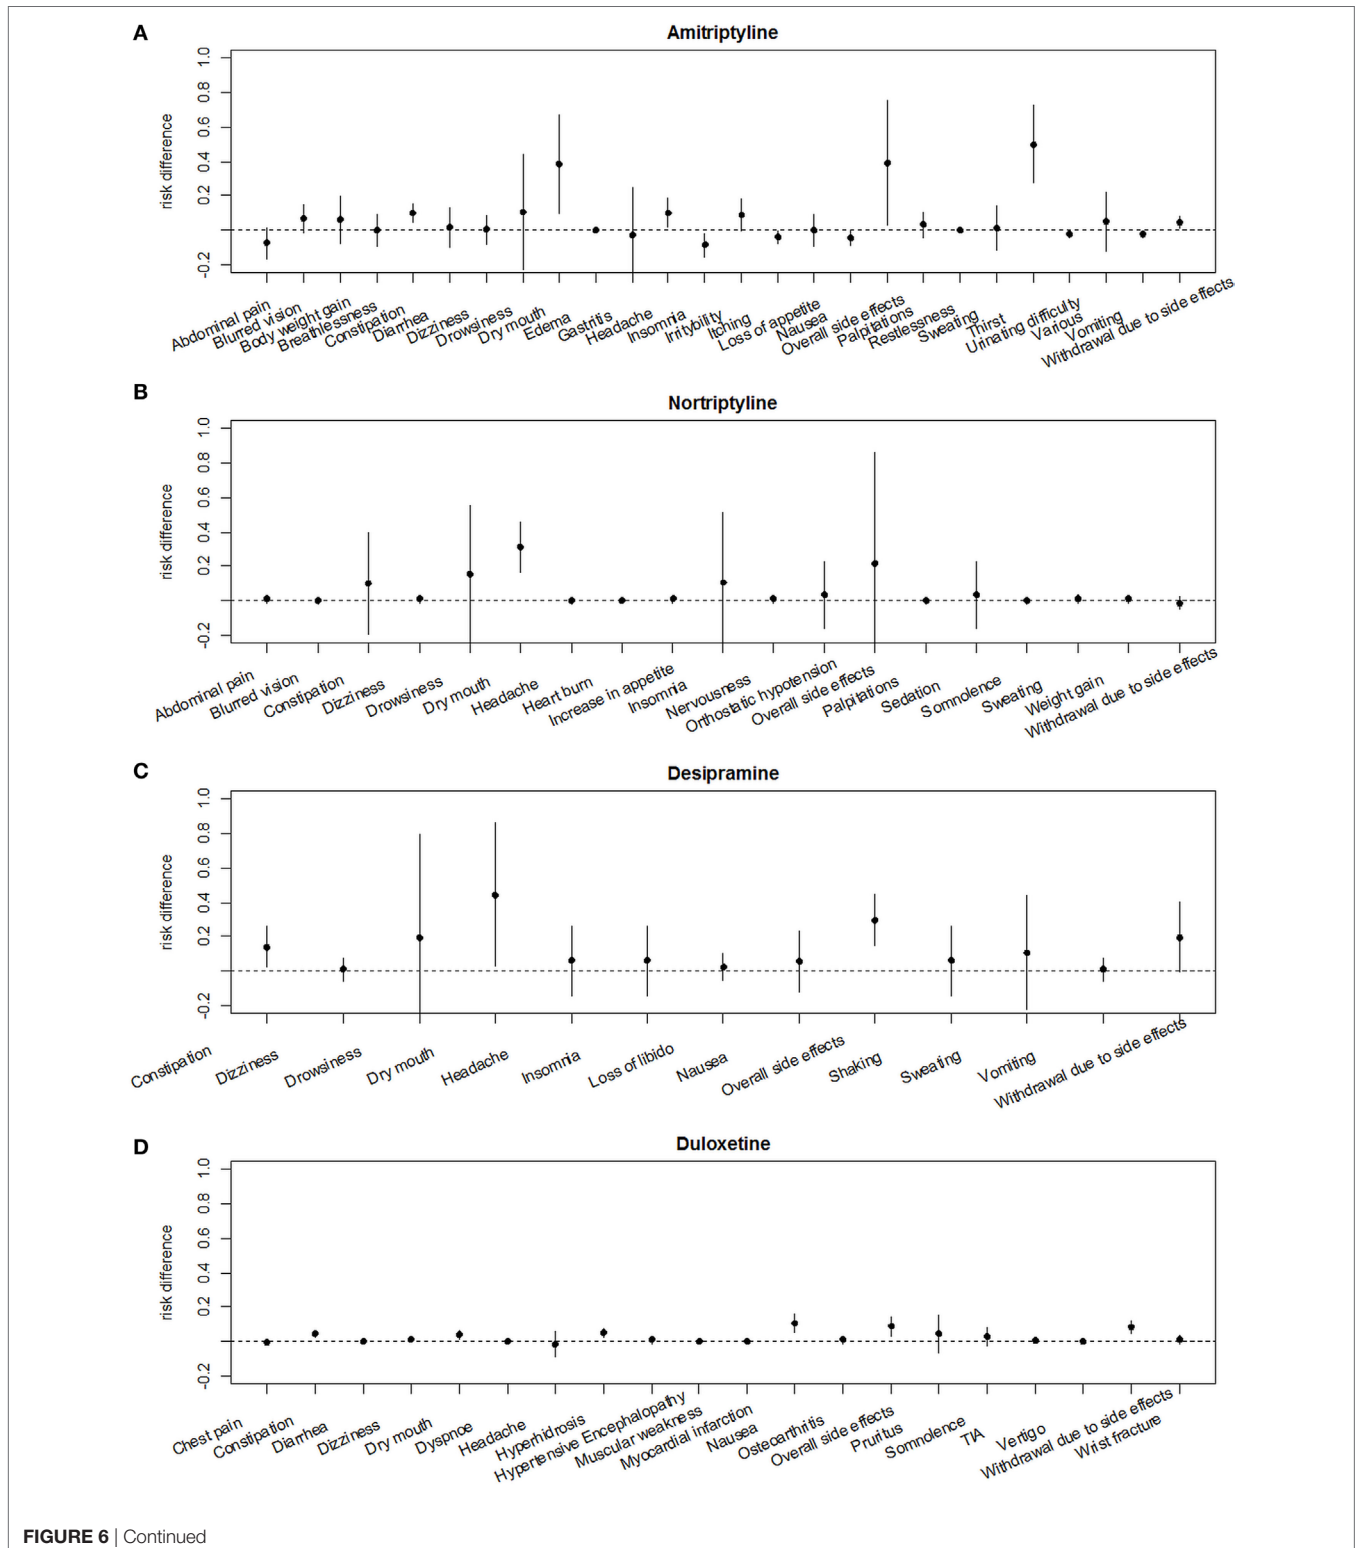 A
Amitriptyline
risk difference
1.0
0.8
0.6
0.4
0.2
-0.2
Abdominal pain
Blurred vision
Body weight gain
Breathlessness
Constipation
Diarrhea
Dizziness
Drowsiness
Dry mouth
Edema
Gastritis
Headache
Insomnia
Irritybility
Itching
Loss of appetite
Nausea
Overall side effects
Palpitations
Restlessness
Sweating
Thirst
Urinating difficulty
Various
Vomiting
Withdrawal due to side effects
B
Nortriptyline
risk difference
1.0
0.8
0.6
0.4
0.2
-0.2
Abdominal pain
Blurred vision
Constipation
Dizziness
Drowsiness
Dry mouth
Headache
Heart burn
Increase in appetite
Insomnia
Nervousness
Orthostatic hypotension
Overall side effects
Palpitations
Sedation
Somnolence
Sweating
Weight gain
Withdrawal due to side effects
C
Desipramine
risk difference
1.0
0.8
0.6
0.4
0.2
-0.2
Constipation
Dizziness
Drowsiness
Dry mouth
Headache
Insomnia
Loss of libido
Nausea
Overall side effects
Shaking
Sweating
Vomiting
Withdrawal due to side effects
D
Duloxetine
risk difference
1.0
0.8
0.6
0.4
0.2
-0.2
Chest pain
Constipation
Diarrhea
Dizziness
Dry mouth
Dyspnoe
Headache
Hyperhidrosis
Hypertensive Encephalopathy
Muscular weakness
Myocardial infarction
Nausea
Osteoarthritis
Overall side effects
Pruritus
Somnolence
TIA
Vertigo
Withdrawal due to side effects
Wrist fracture
FIGURE 6 | Continued